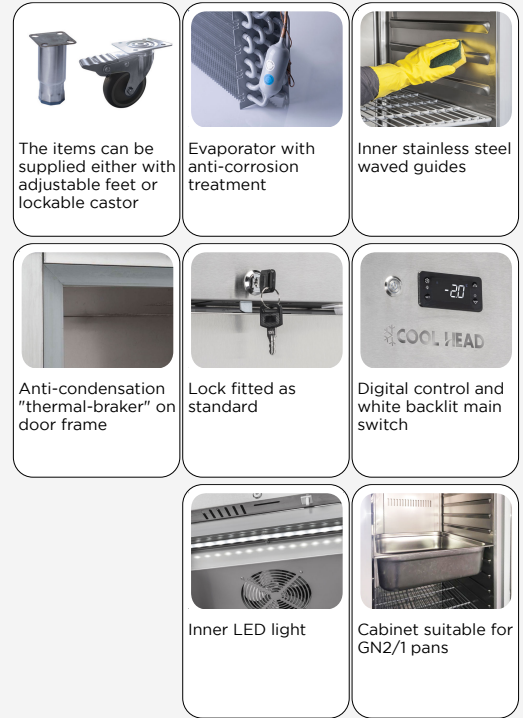 The items can be
supplied either with
adjustable feet or
lockable castor
Evaporator with
anti-corrosion
treatment
Inner stainless steel
waved guides
-2.0
COOL HEAD
Anti-condensation
"thermal-braker" on
door frame
Lock fitted as
standard
Digital control and
white backlit main
switch
Inner LED light
Cabinet suitable for
GN2/1 pans